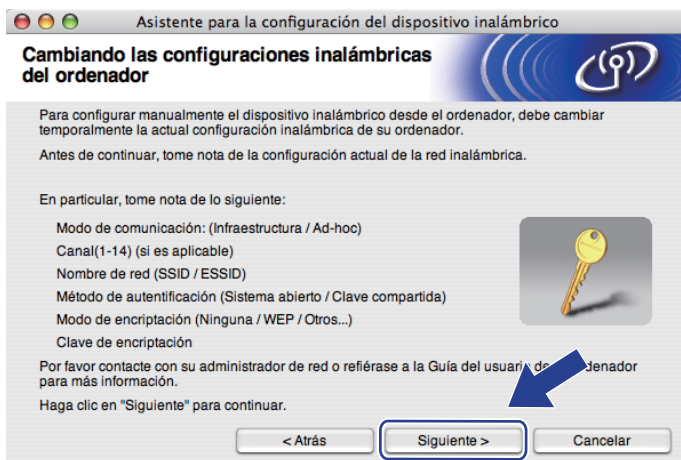 Asistente para la configuración del dispositivo inalámbrico
Cambiando las configuraciones inalámbricas
del ordenador
Para configurar manualmente el dispositivo inalámbrico desde el ordenador, debe cambiar
temporalmente la actual configuración inalámbrica de su ordenador.
Antes de continuar, tome nota de la configuración actual de la red inalámbrica.
En particular, tome nota de lo siguiente:
Modo de comunicación: (Infraestructura / Ad-hoc)
Canal(1-14) (si es aplicable)
Nombre de red (SSID / ESSID)
Método de autentificación (Sistema abierto / Clave compartida)
Modo de encriptación (Ninguna / WEP / Otros...)
Clave de encriptación
Por favor contacte con su administrador de red o refiérase a la Guía del usuario de
para más información.
Haga clic en "Siguiente" para continuar.
< Atrás Siguiente > Cancelar